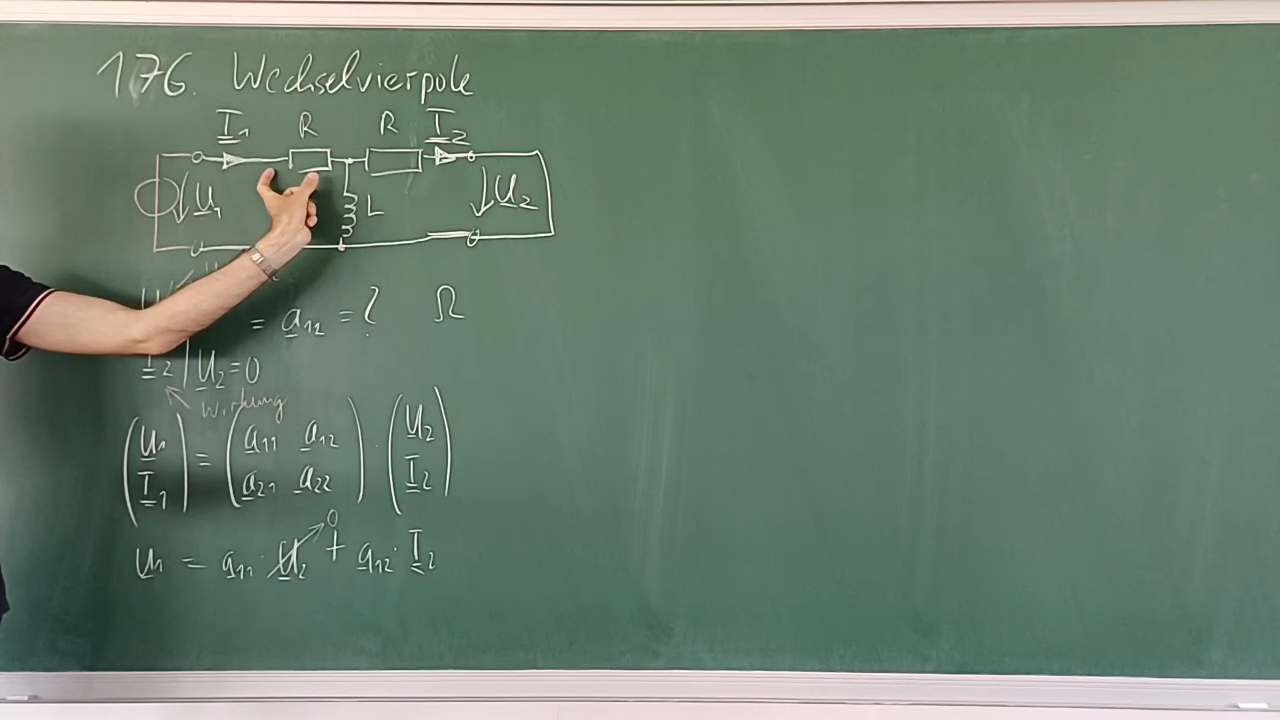 176. Wechselvierpole
I₁ R R I₂
U₁ L U₂
= a₁₂ = ? Ω
I₂ | U₂ = 0
Wirkung
(U₁ I₁) = (a₁₁ a₁₂ a₂₁ a₂₂) · (U₂ I₂)
0
U₁ = a₁₁ · U₂ + a₁₂ · I₂